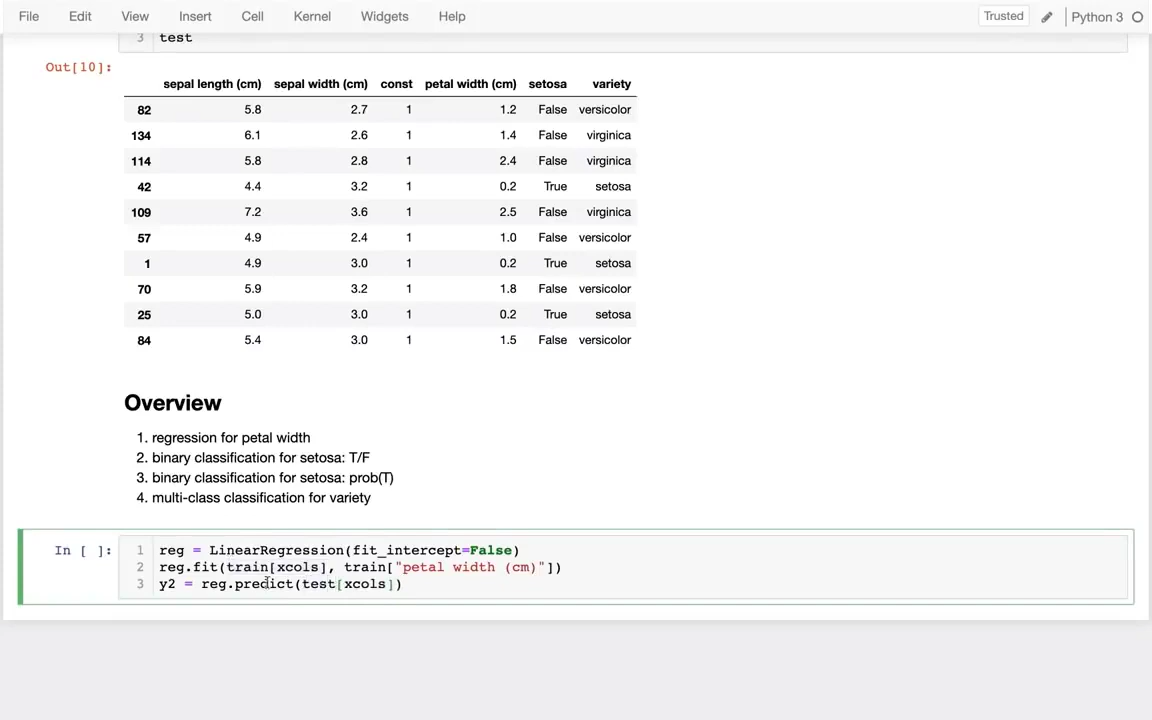 File Edit View Insert Cell Kernel Widgets Help Trusted Python 3
3 test
Out[10]:
sepal length (cm) sepal width (cm) const petal width (cm) setosa variety
82 5.8 2.7 1 1.2 False versicolor
134 6.1 2.6 1 1.4 False virginica
114 5.8 2.8 1 2.4 False virginica
42 4.4 3.2 1 0.2 True setosa
109 7.2 3.6 1 2.5 False virginica
57 4.9 2.4 1 1.0 False versicolor
1 4.9 3.0 1 0.2 True setosa
70 5.9 3.2 1 1.8 False versicolor
25 5.0 3.0 1 0.2 True setosa
84 5.4 3.0 1 1.5 False versicolor
Overview
1. regression for petal width
2. binary classification for setosa: T/F
3. binary classification for setosa: prob(T)
4. multi-class classification for variety
In [ ]: 1 reg = LinearRegression(fit_intercept=False)
2 reg.fit(train[xcols], train["petal width (cm)"])
3 y2 = reg.predict(test[xcols])